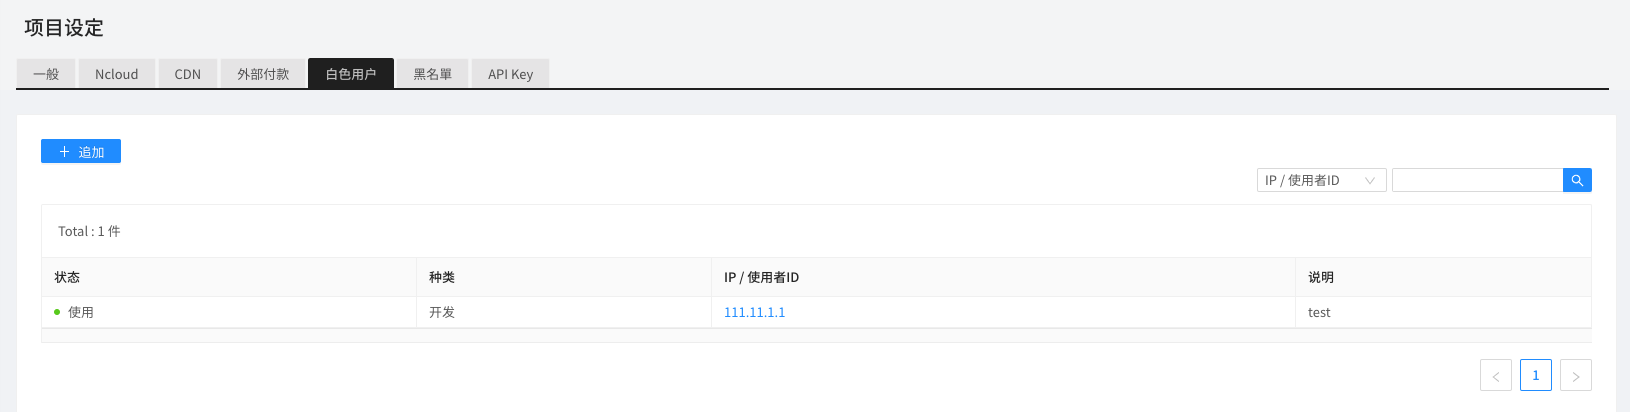 项目设定
一般 Ncloud CDN 外部付款 白色用户 黑名單 API Key
+ 追加
IP / 使用者ID
Total : 1 件
状态 种类 IP / 使用者ID 说明
使用 开发 111.11.1.1 test
< 1 >